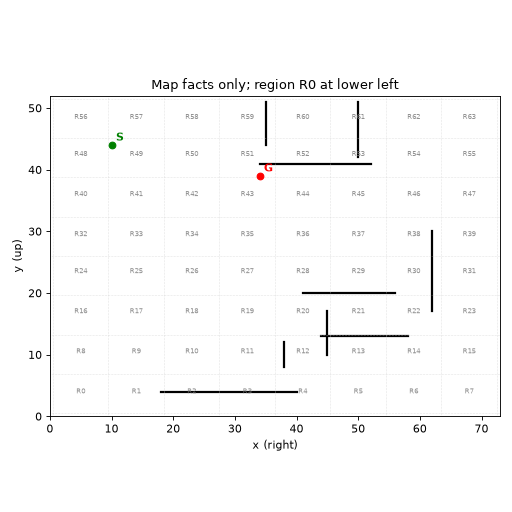 Map facts only; region R0 at lower left
50
R56 R57 R58 R59 R60 R61 R62 R63
S
R48 R49 R50 R51 R52 R53 R54 R55
40
G
R40 R41 R42 R43 R44 R45 R46 R47
30
R32 R33 R34 R35 R36 R37 R38 R39
R24 R25 R26 R27 R28 R29 R30 R31
20
R16 R17 R18 R19 R20 R21 R22 R23
10
R8 R9 R10 R11 R12 R13 R14 R15
R0 R1 R2 R3 R4 R5 R6 R7
0
0 10 20 30 40 50 60 70
x (right)
y (up)